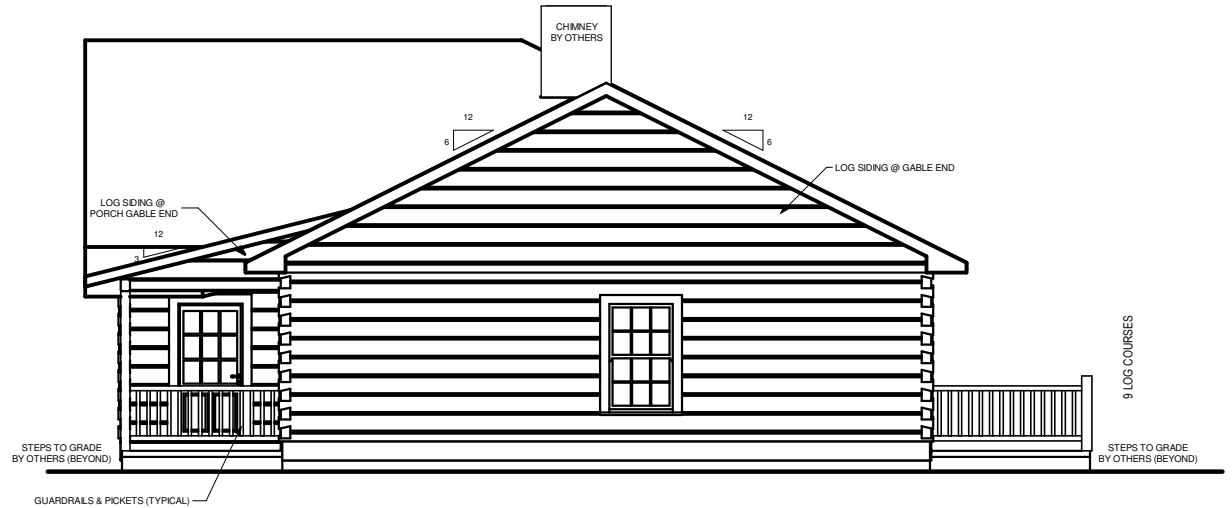 CHIMNEY
BY OTHERS
12
6
12
6
LOG SIDING @ GABLE END
LOG SIDING @
PORCH GABLE END
12
3
9 LOG COURSES
STEPS TO GRADE
BY OTHERS (BEYOND)
STEPS TO GRADE
BY OTHERS (BEYOND)
GUARDRAILS & PICKETS (TYPICAL)